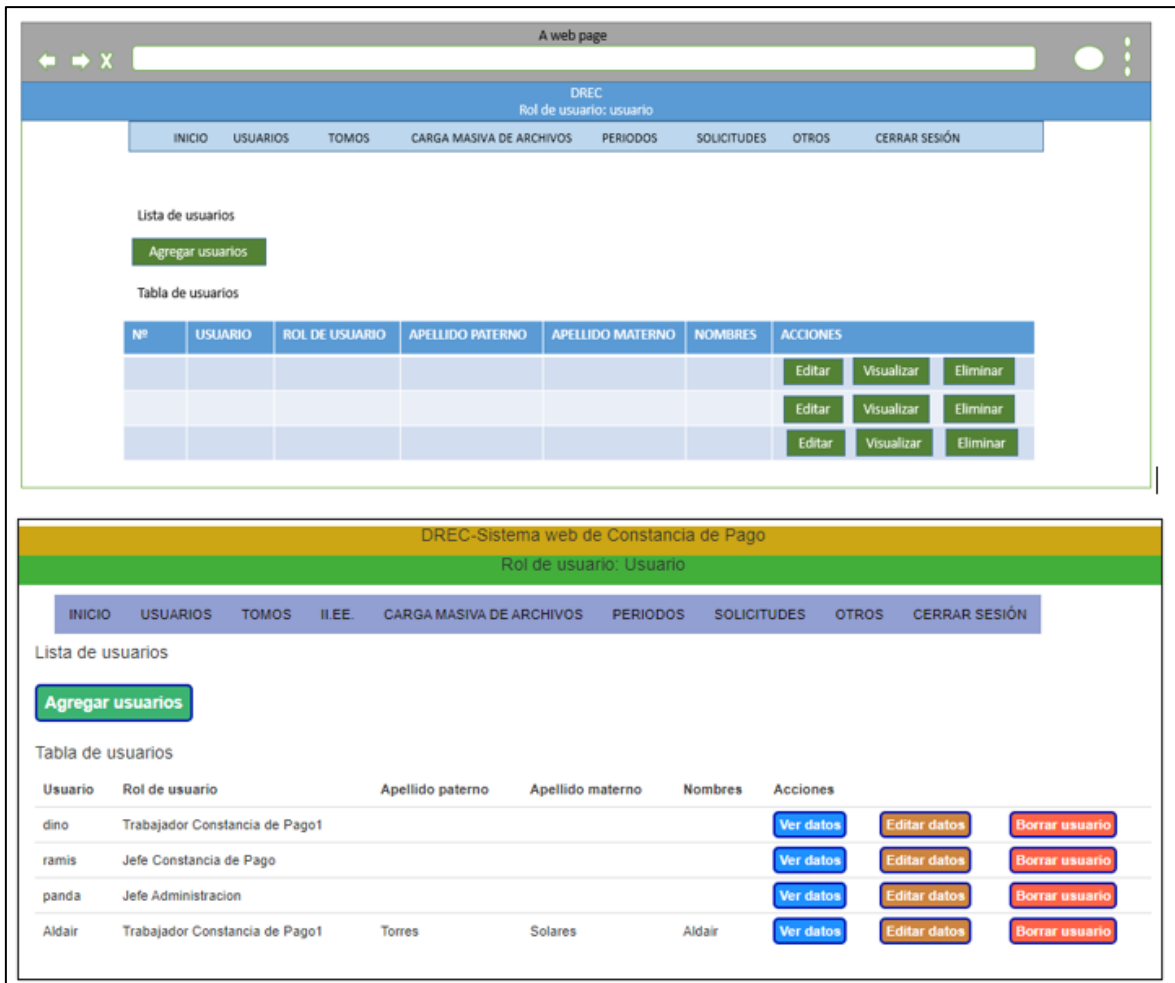 A web page
X
DREC
Rol de usuario: usuario
INICIO USUARIOS TOMOS CARGA MASIVA DE ARCHIVOS PERIODOS SOLICITUDES OTROS CERRAR SESIÓN
Lista de usuarios
Agregar usuarios
Tabla de usuarios
Nº USUARIO ROL DE USUARIO APELLIDO PATERNO APELLIDO MATERNO NOMBRES ACCIONES
Editar Visualizar Eliminar
Editar Visualizar Eliminar
Editar Visualizar Eliminar
DREC-Sistema web de Constancia de Pago
Rol de usuario: Usuario
INICIO USUARIOS TOMOS II.EE. CARGA MASIVA DE ARCHIVOS PERIODOS SOLICITUDES OTROS CERRAR SESIÓN
Lista de usuarios
Agregar usuarios
Tabla de usuarios
Usuario Rol de usuario Apellido paterno Apellido materno Nombres Acciones
dino Trabajador Constancia de Pago1 Ver datos Editar datos Borrar usuario
ramis Jefe Constancia de Pago Ver datos Editar datos Borrar usuario
panda Jefe Administracion Ver datos Editar datos Borrar usuario
Aldair Trabajador Constancia de Pago1 Torres Solares Aldair Ver datos Editar datos Borrar usuario